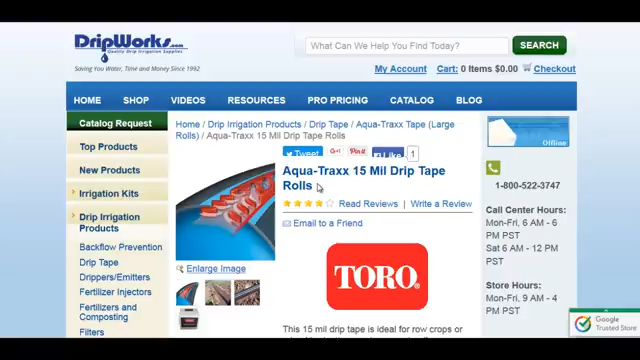 DripWorks.com
Quality Drip Irrigation Supplies
Saving You Water, Time and Money Since 1992
What Can We Help You Find Today?
SEARCH
My Account
Cart: 0 Items $0.00
Checkout
HOME
SHOP
VIDEOS
RESOURCES
PRO PRICING
CATALOG
BLOG
Catalog Request
Top Products
New Products
Irrigation Kits
Drip Irrigation
Products
Backflow Prevention
Drip Tape
Drippers/Emitters
Fertilizer Injectors
Fertilizers and
Composting
Filters
Home / Drip Irrigation Products / Drip Tape / Aqua-Traxx Tape (Large
Rolls) / Aqua-Traxx 15 Mil Drip Tape Rolls
Tweet
G+1
Pin it
Like
1
Aqua-Traxx 15 Mil Drip Tape
Rolls
Read Reviews | Write a Review
Email to a Friend
Enlarge Image
TORO.
This 15 mil drip tape is ideal for row crops or
Offline
1-800-522-3747
Call Center Hours:
Mon-Fri, 6 AM - 6
PM PST
Sat 6 AM - 12 PM
PST
Store Hours:
Mon-Fri, 9 AM - 4
PM PST
Google
Trusted Store